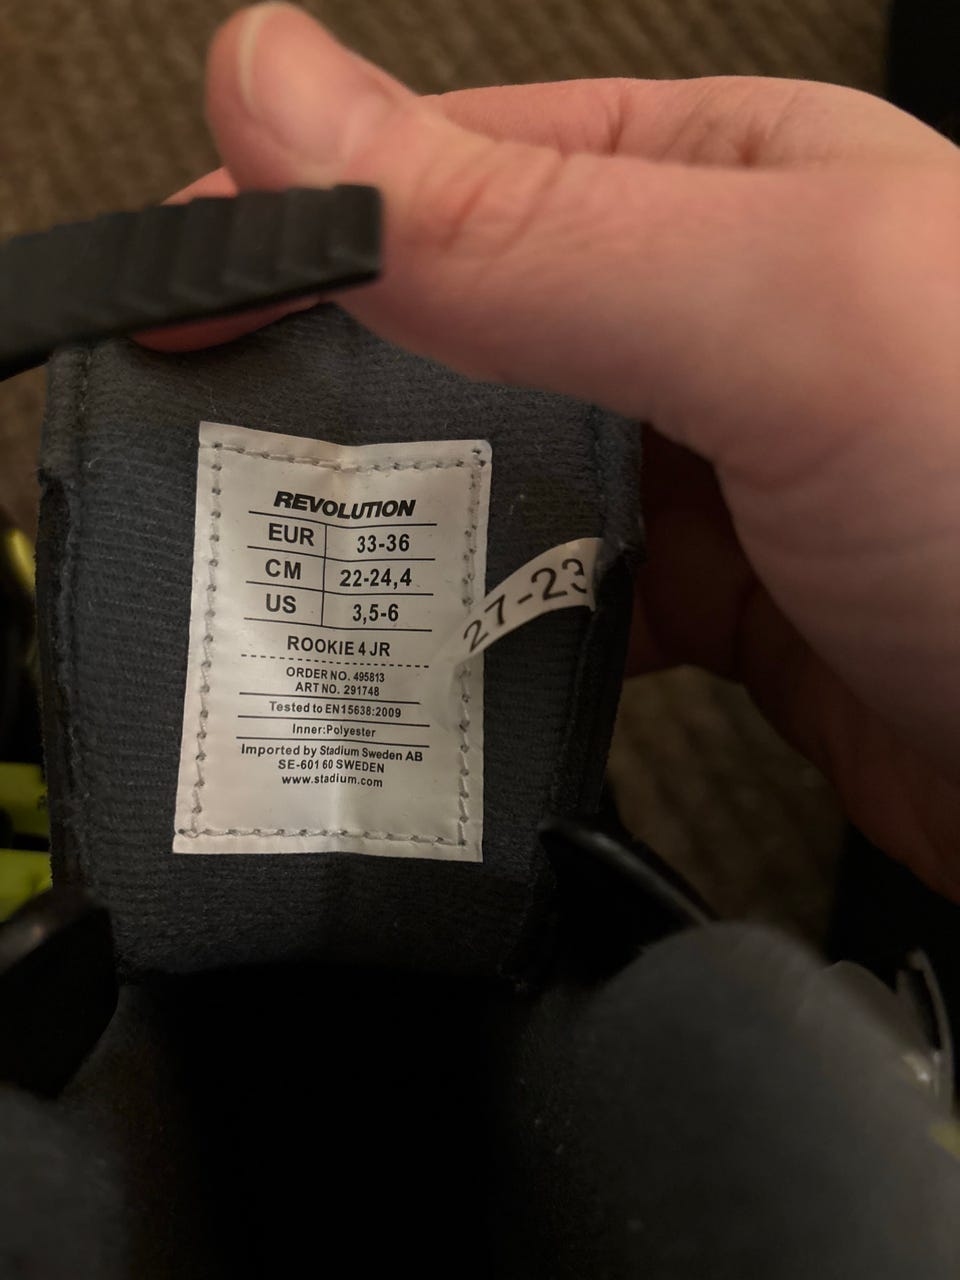 REVOLUTION
EUR 33-36
CM 22-24,4
US 3,5-6
ROOKIE 4 JR
ORDER NO. 495813
ART NO. 291748
Tested to EN15638:2009
Inner:Polyester
Imported by Stadium Sweden AB
SE-601 60 SWEDEN
www.stadium.com
27-23